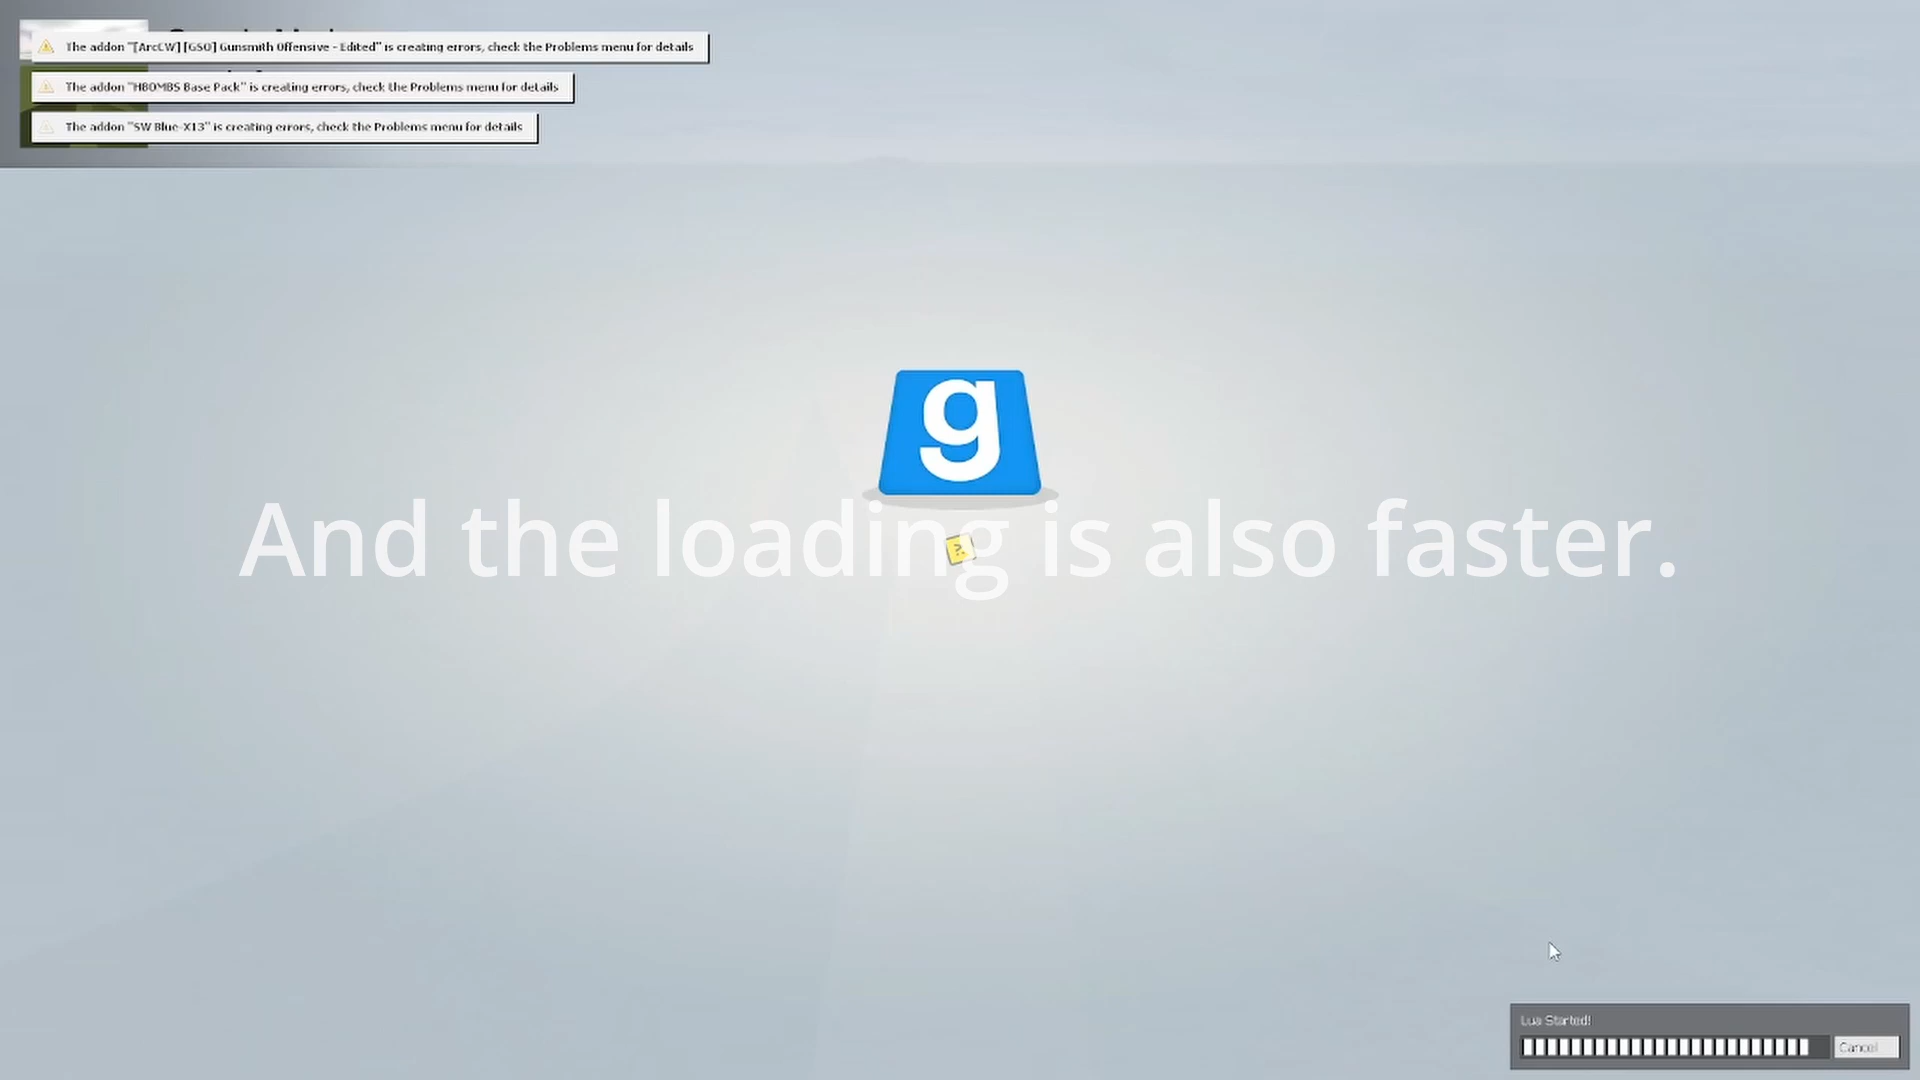 The addon "[ArcCW] [GSO] Gunsmith Offensive - Edited" is creating errors, check the Problems menu for details
The addon "HBOMBS Base Pack" is creating errors, check the Problems menu for details
The addon "SW Blue-X13" is creating errors, check the Problems menu for details
g
And the loading is also faster.
?
Lua Started!
Cancel